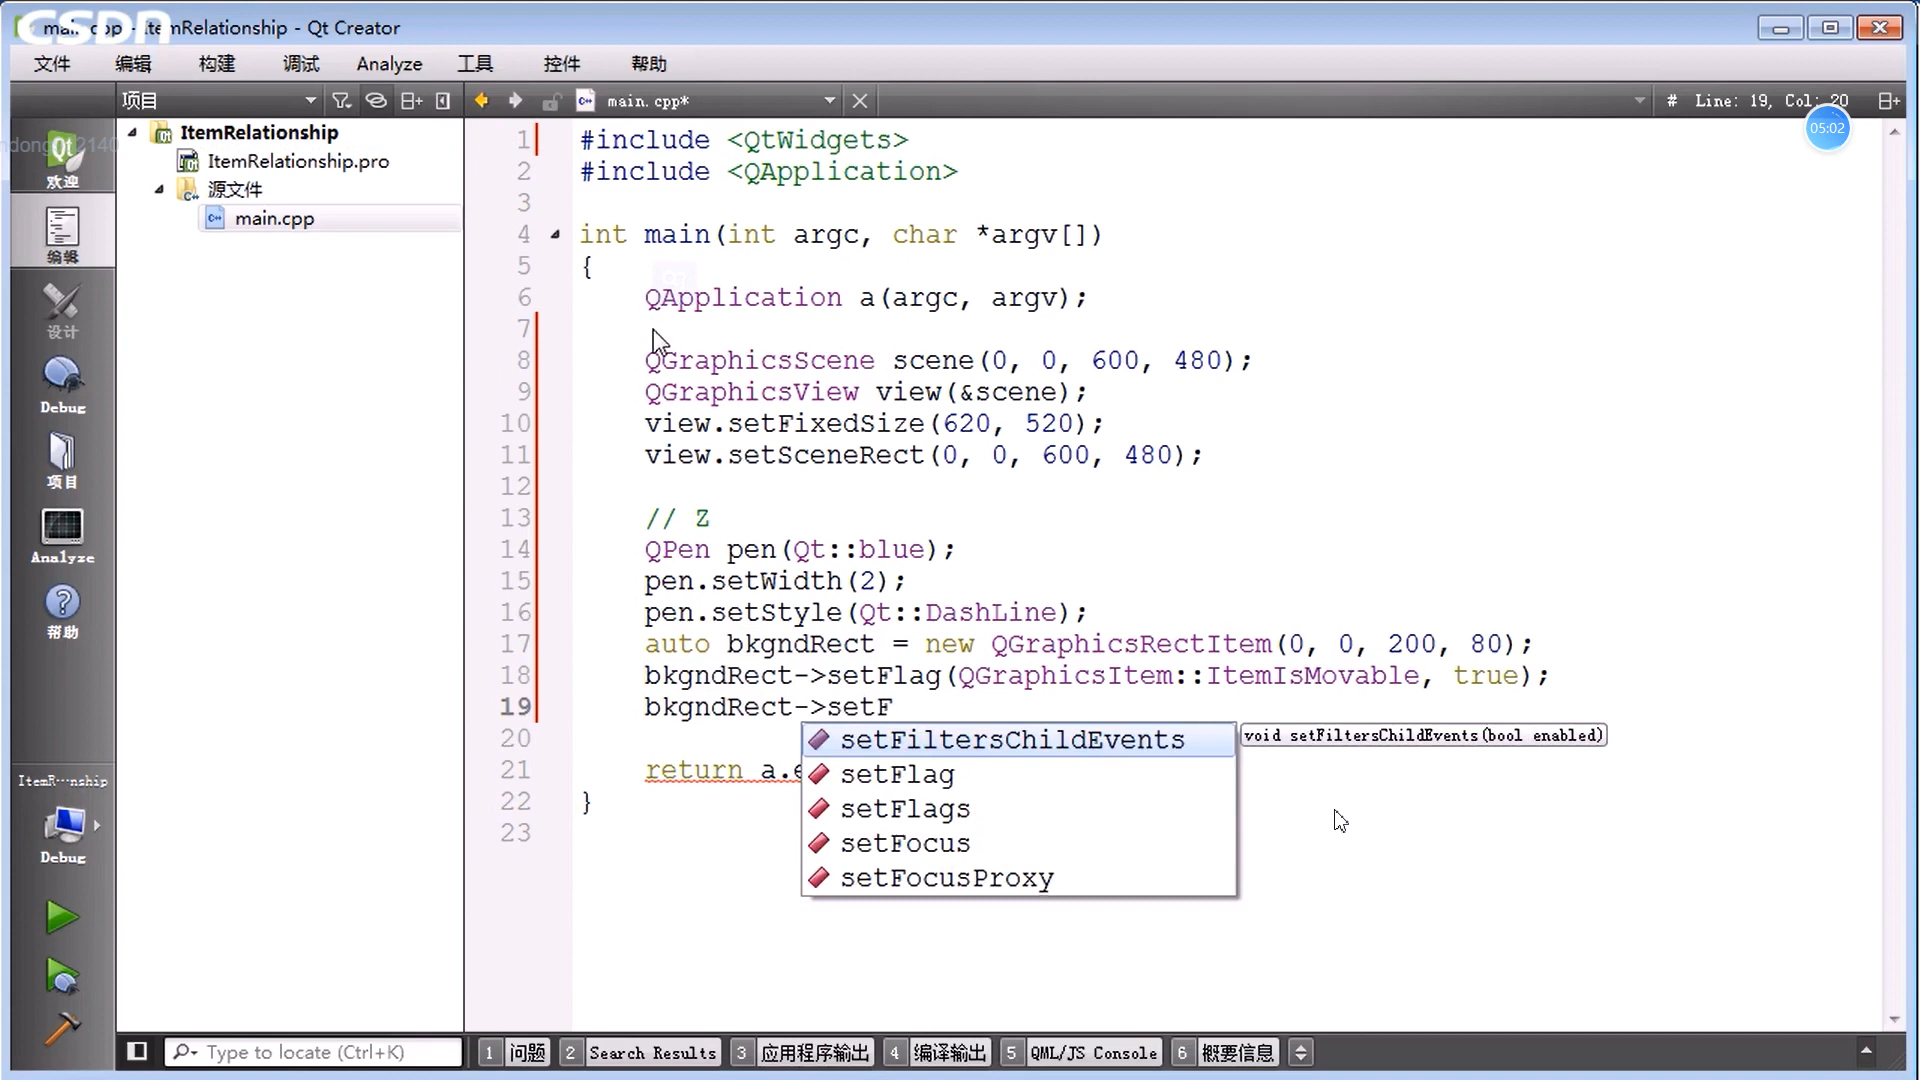 CSDN
main.cpp - ItemRelationship - Qt Creator
文件 编辑 构建 调试 Analyze 工具 控件 帮助
项目
main.cpp*
# Line: 19, Col: 20
05:02
欢迎
编辑
设计
Debug
项目
Analyze
帮助
ItemR···nship
Debug
ItemRelationship
ItemRelationship.pro
源文件
main.cpp
1 #include <QtWidgets>
2 #include <QApplication>
3
4 int main(int argc, char *argv[])
5 {
6 QApplication a(argc, argv);
7
8 QGraphicsScene scene(0, 0, 600, 480);
9 QGraphicsView view(&scene);
10 view.setFixedSize(620, 520);
11 view.setSceneRect(0, 0, 600, 480);
12
13 // Z
14 QPen pen(Qt::blue);
15 pen.setWidth(2);
16 pen.setStyle(Qt::DashLine);
17 auto bkgndRect = new QGraphicsRectItem(0, 0, 200, 80);
18 bkgndRect->setFlag(QGraphicsItem::ItemIsMovable, true);
19 bkgndRect->setF
20
21 return a.e
22 }
23
setFiltersChildEvents
void setFiltersChildEvents(bool enabled)
setFlag
setFlags
setFocus
setFocusProxy
Type to locate (Ctrl+K)
1 问题 2 Search Results 3 应用程序输出 4 编译输出 5 QML/JS Console 6 概要信息